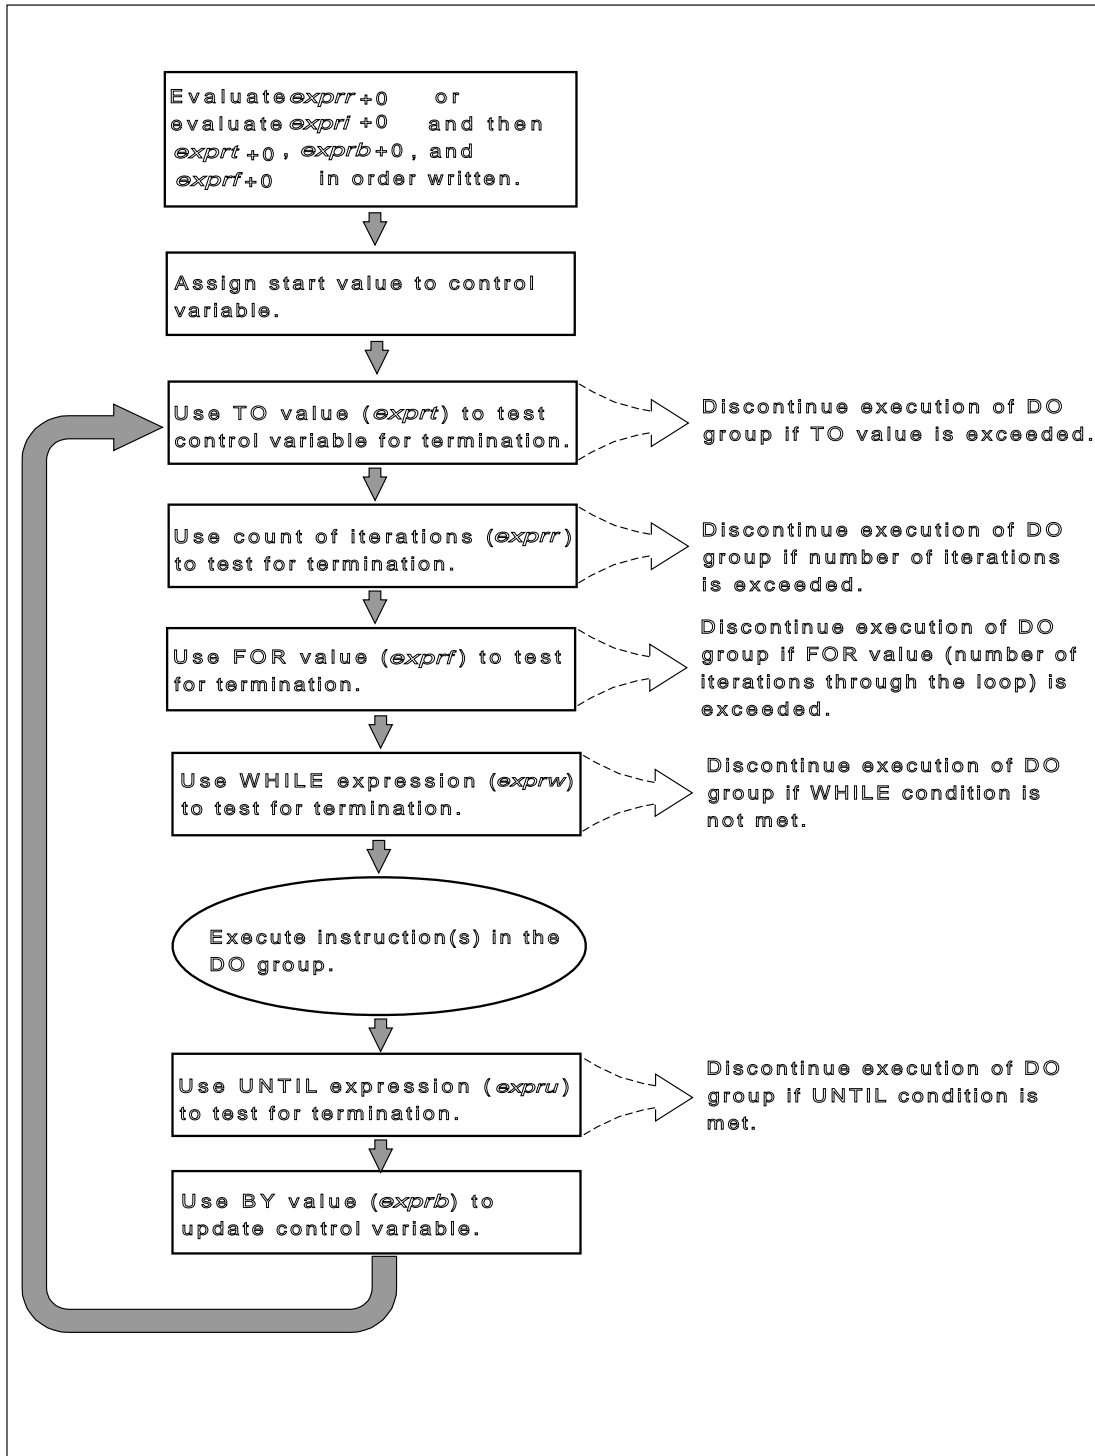 Evaluate exprr +0 or
evaluate expri +0 and then
exprt +0 , exprb +0 , and
exprf +0 in order written.
Assign start value to control
variable.
Use TO value (exprt) to test
control variable for termination.
Discontinue execution of DO
group if TO value is exceeded.
Use count of iterations (exprr)
to test for termination.
Discontinue execution of DO
group if number of iterations
is exceeded.
Use FOR value (exprf) to test
for termination.
Discontinue execution of DO
group if FOR value (number of
iterations through the loop) is
exceeded.
Use WHILE expression (exprw)
to test for termination.
Discontinue execution of DO
group if WHILE condition is
not met.
Execute instruction(s) in the
DO group.
Use UNTIL expression (expru)
to test for termination.
Discontinue execution of DO
group if UNTIL condition is
met.
Use BY value (exprb) to
update control variable.